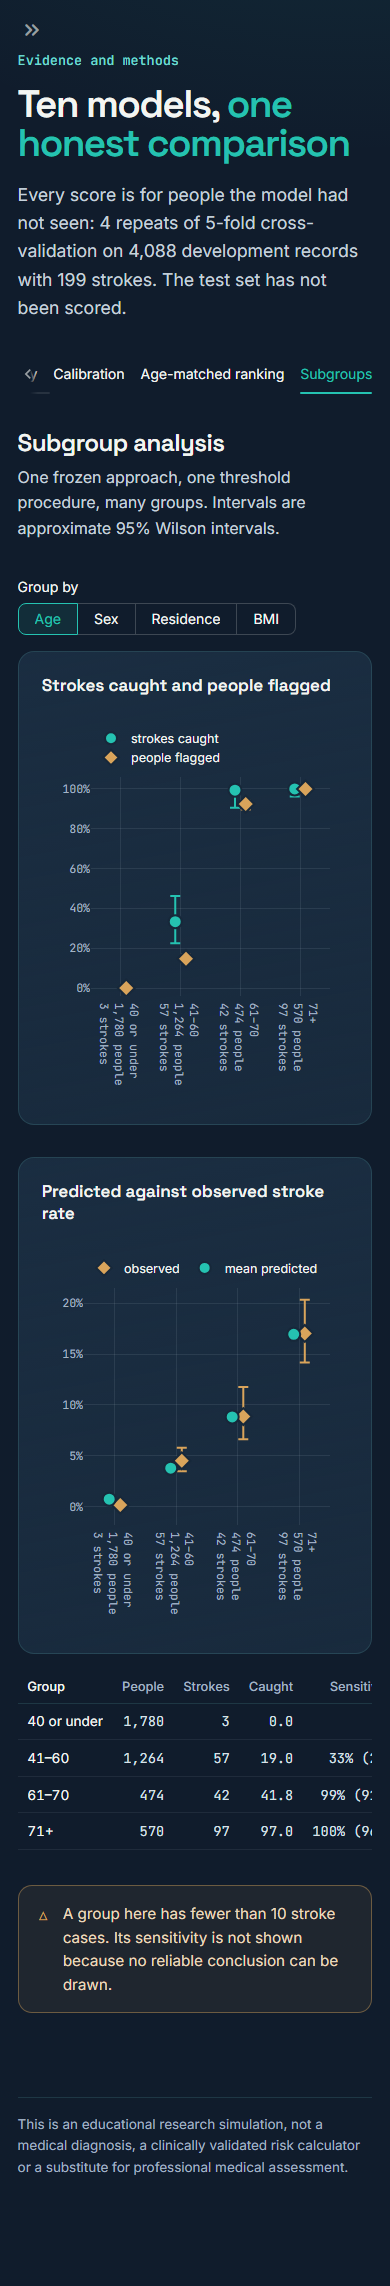 Evidence and methods
Ten models, one
honest comparison
Every score is for people the model had
not seen: 4 repeats of 5-fold cross-
validation on 4,088 development records
with 199 strokes. The test set has not
been scored.
Calibration Age-matched ranking Subgroups
Subgroup analysis
One frozen approach, one threshold
procedure, many groups. Intervals are
approximate 95% Wilson intervals.
Group by
Age Sex Residence BMI
Strokes caught and people flagged
strokes caught
people flagged
100%
80%
60%
40%
20%
0%
40 or under
1,780 people
3 strokes
41–60
1,264 people
57 strokes
61–70
474 people
42 strokes
71+
570 people
97 strokes
Predicted against observed stroke
rate
observed mean predicted
20%
15%
10%
5%
0%
40 or under
1,780 people
3 strokes
41–60
1,264 people
57 strokes
61–70
474 people
42 strokes
71+
570 people
97 strokes
Group People Strokes Caught Sensiti
40 or under 1,780 3 0.0
41–60 1,264 57 19.0 33% (2
61–70 474 42 41.8 99% (91
71+ 570 97 97.0 100% (96
A group here has fewer than 10 stroke
cases. Its sensitivity is not shown
because no reliable conclusion can be
drawn.
This is an educational research simulation, not a
medical diagnosis, a clinically validated risk calculator
or a substitute for professional medical assessment.